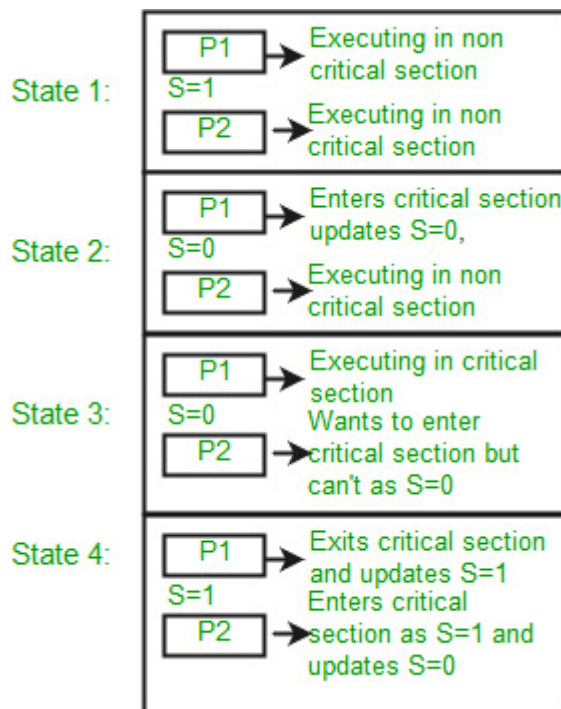 P1
Executing in non
critical section
State 1:
S=1
P2
Executing in non
critical section
P1
Enters critical section
updates S=0,
State 2:
S=0
P2
Executing in non
critical section
P1
Executing in critical
section
State 3:
S=0
P2
Wants to enter
critical section but
can't as S=0
State 4:
P1
Exits critical section
and updates S=1
S=1
P2
Enters critical
section as S=1 and
updates S=0